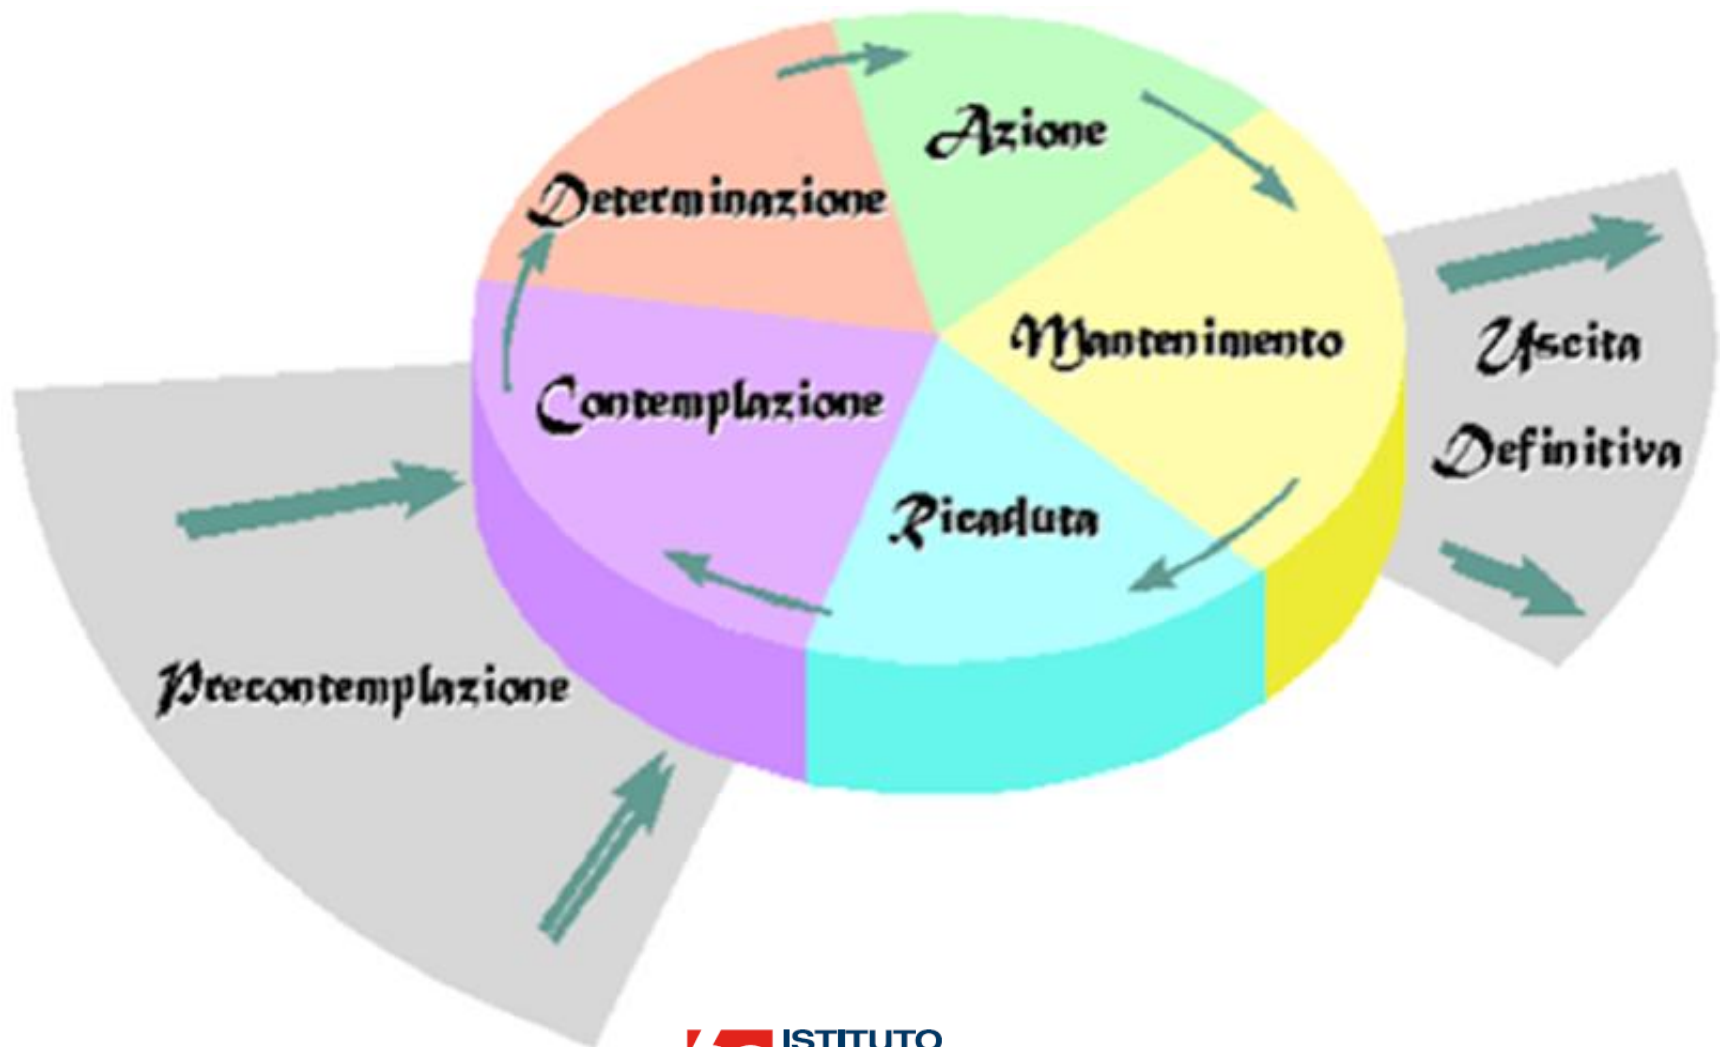 Azione
Determinazione
Mantenimento
Contemplazione
Ricaduta
Uscita
Definitiva
Precontemplazione
ISTITUTO